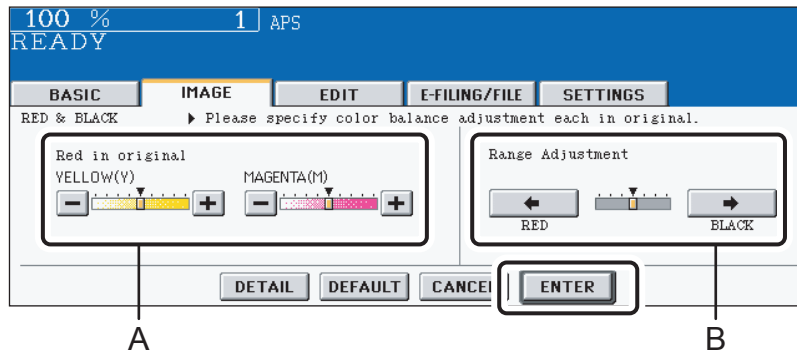 100 % 1 APS
READY
BASIC IMAGE EDIT E-FILING/FILE SETTINGS
RED & BLACK Please specify color balance adjustment each in original.
Red in original
YELLOW(Y) MAGENTA(M)
Range Adjustment
RED BLACK
DETAIL DEFAULT CANCEL ENTER
A B